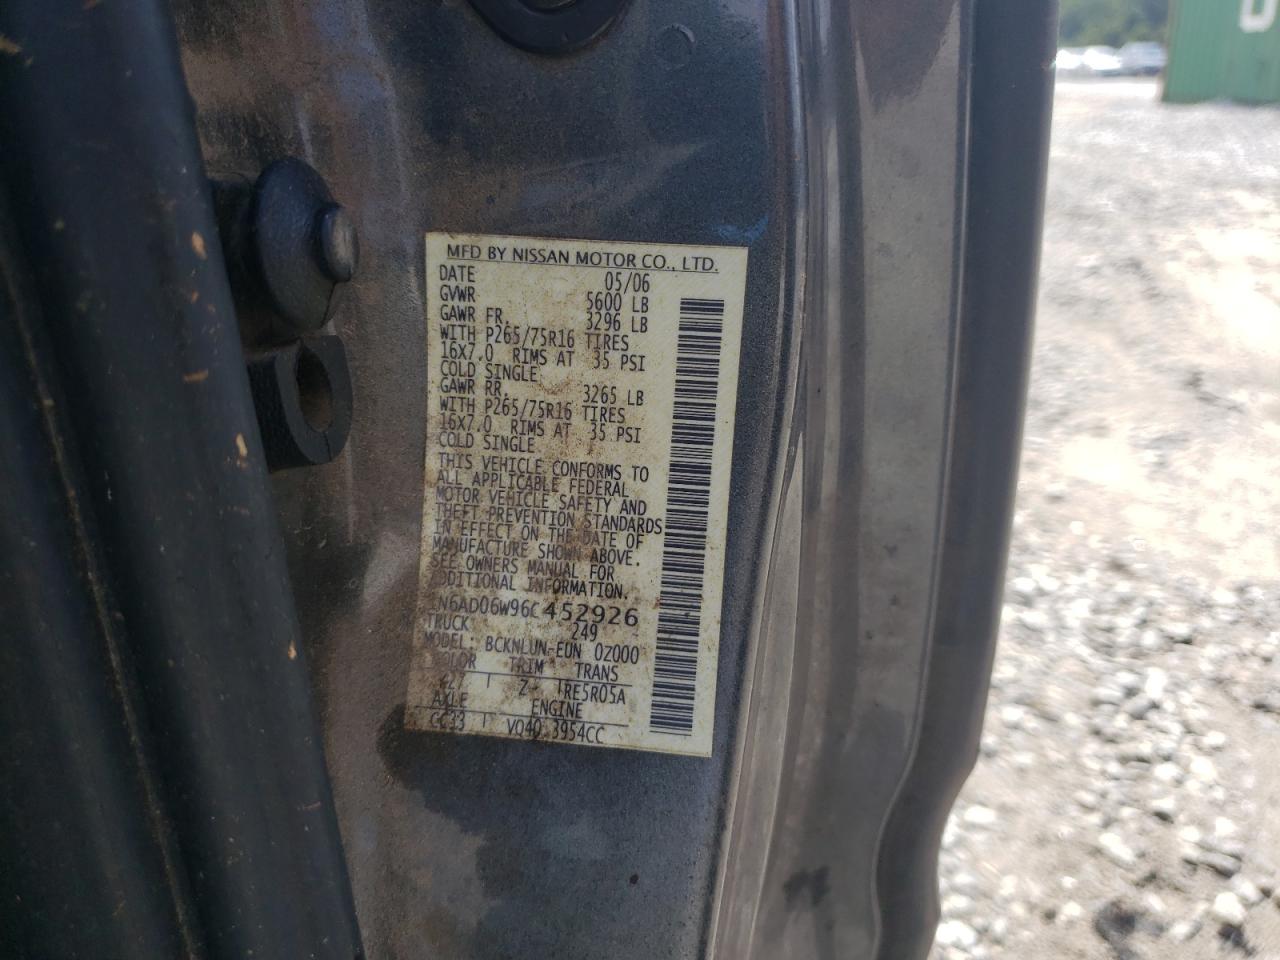 MFD BY NISSAN MOTOR CO., LTD.
DATE 05/06
GVWR 5600 LB
GAWR FR. 3296 LB
WITH P265/75R16 TIRES
16X7.0 RIMS AT 35 PSI
COLD SINGLE
GAWR RR. 3265 LB
WITH P265/75R16 TIRES
16X7.0 RIMS AT 35 PSI
COLD SINGLE
THIS VEHICLE CONFORMS TO
ALL APPLICABLE FEDERAL
MOTOR VEHICLE SAFETY AND
THEFT PREVENTION STANDARDS
IN EFFECT ON THE DATE OF
MANUFACTURE SHOWN ABOVE.
SEE OWNERS MANUAL FOR
ADDITIONAL INFORMATION.
1N6AD06W96C452926
TRUCK 249
MODEL: BCKNLUN-EUN 0Z000
COLOR TRIM TRANS
Z RE5R05A
AXLE ENGINE
CC33 VQ40 3954CC